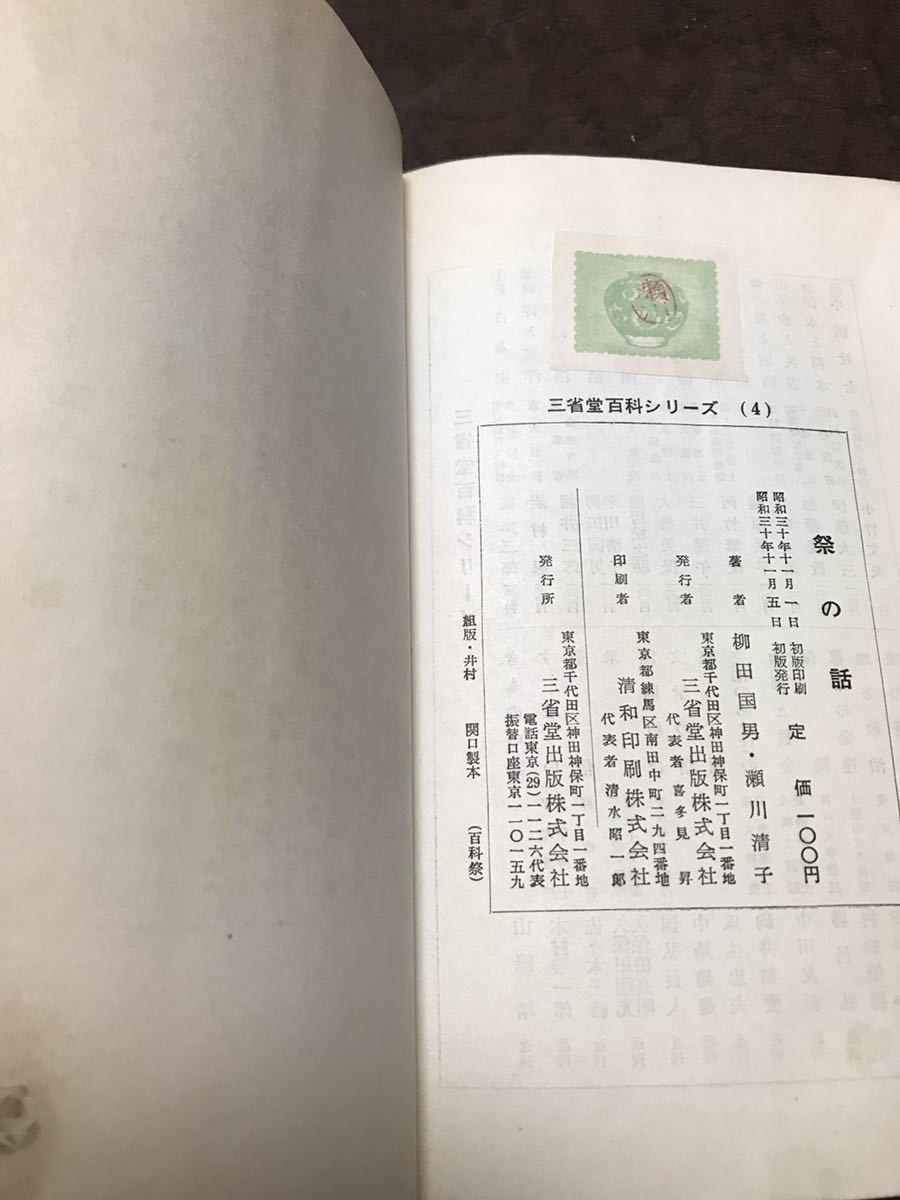 三省堂百科シリーズ (4)
祭の話 定価 一〇〇円
昭和三十年十一月一日 初版印刷
昭和三十年十一月五日 初版発行
著者 柳田国男・瀬川清子
発行者 東京都千代田区神田神保町一丁目一番地
三省堂出版株式会社
代表者 喜多見 昇
印刷者 東京都練馬区南田中町二九四番地
清和印刷株式会社
代表者 清水昭一郎
発行所 東京都千代田区神田神保町一丁目一番地
三省堂出版株式会社
電話東京(29)一一二六代表
振替口座東京一一〇一五九
組版・井村 関口製本 (百科祭)